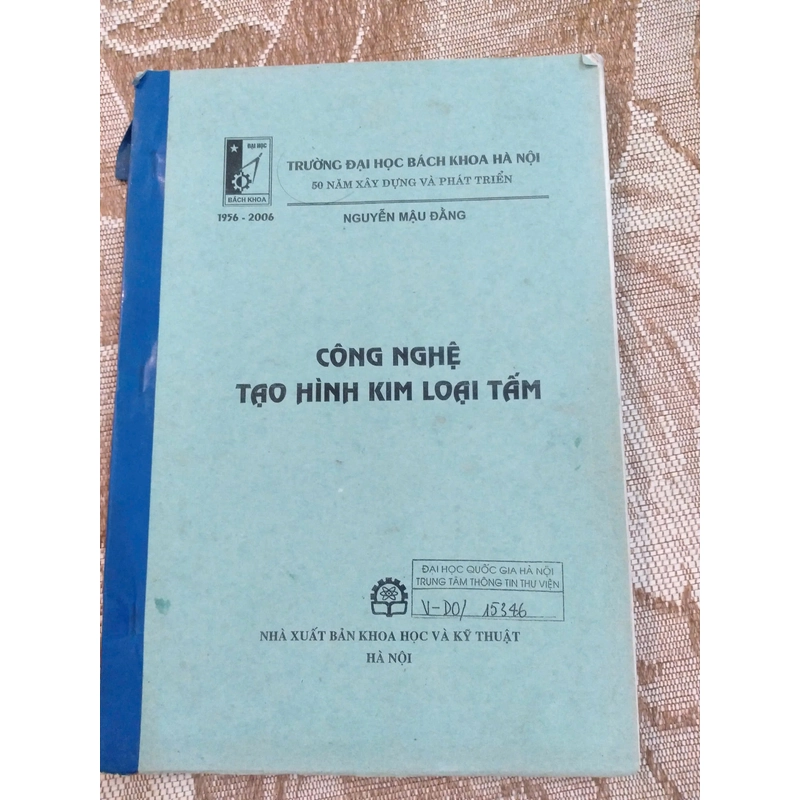 ĐẠI HỌC
BÁCH KHOA
1956 - 2006
TRƯỜNG ĐẠI HỌC BÁCH KHOA HÀ NỘI
50 NĂM XÂY DỰNG VÀ PHÁT TRIỂN
NGUYỄN MẬU ĐẰNG
CÔNG NGHỆ
TẠO HÌNH KIM LOẠI TẤM
ĐẠI HỌC QUỐC GIA HÀ NỘI
TRUNG TÂM THÔNG TIN THƯ VIỆN
V-D0/ 15346
NHÀ XUẤT BẢN KHOA HỌC VÀ KỸ THUẬT
HÀ NỘI